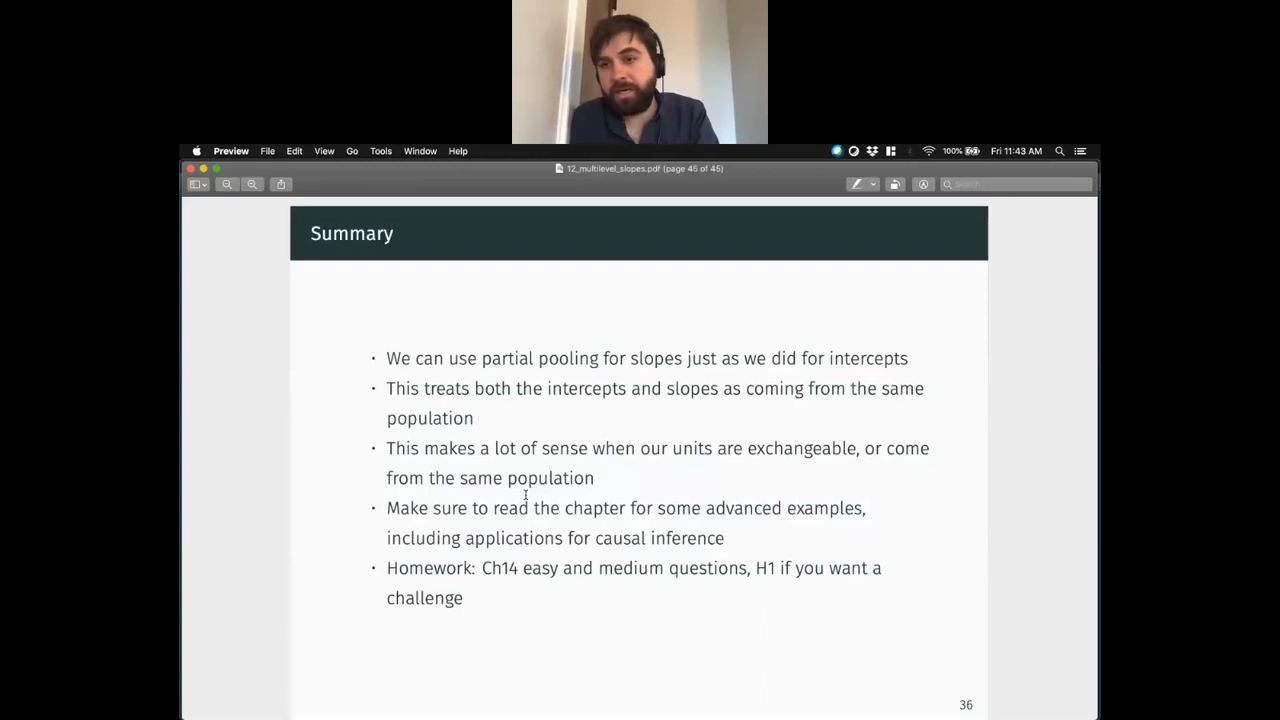 Preview File Edit View Go Tools Window Help 100% Fri 11:43 AM
12_multilevel_slopes.pdf (page 45 of 45)
Search
Summary
• We can use partial pooling for slopes just as we did for intercepts
• This treats both the intercepts and slopes as coming from the same
population
• This makes a lot of sense when our units are exchangeable, or come
from the same population
• Make sure to read the chapter for some advanced examples,
including applications for causal inference
• Homework: Ch14 easy and medium questions, H1 if you want a
challenge
36